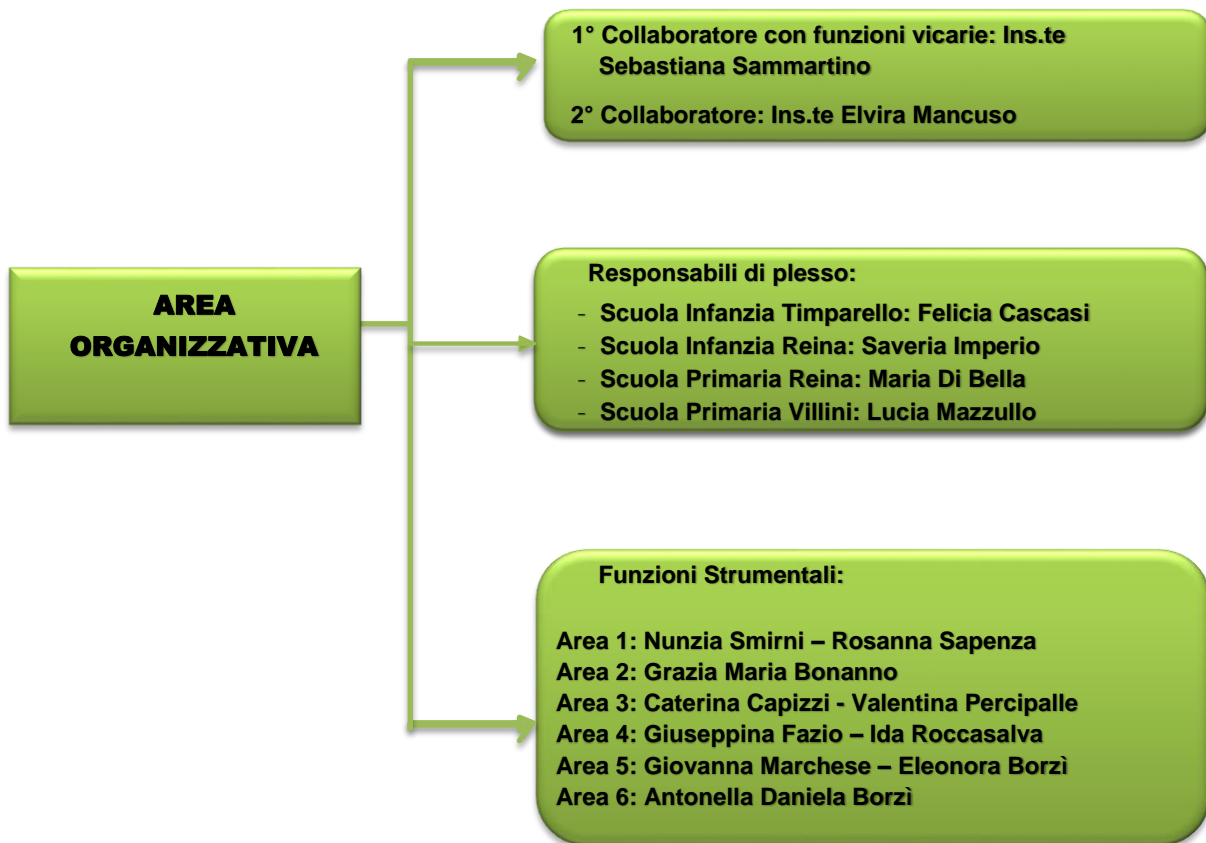 1° Collaboratore con funzioni vicarie: Ins.te
Sebastiana Sammartino
2° Collaboratore: Ins.te Elvira Mancuso
AREA
ORGANIZZATIVA
Responsabili di plesso:
- Scuola Infanzia Timparello: Felicia Cascasi
- Scuola Infanzia Reina: Saveria Imperio
- Scuola Primaria Reina: Maria Di Bella
- Scuola Primaria Villini: Lucia Mazzullo
Funzioni Strumentali:
Area 1: Nunzia Smirni – Rosanna Sapenza
Area 2: Grazia Maria Bonanno
Area 3: Caterina Capizzi - Valentina Percipalle
Area 4: Giuseppina Fazio – Ida Roccasalva
Area 5: Giovanna Marchese – Eleonora Borzì
Area 6: Antonella Daniela Borzì